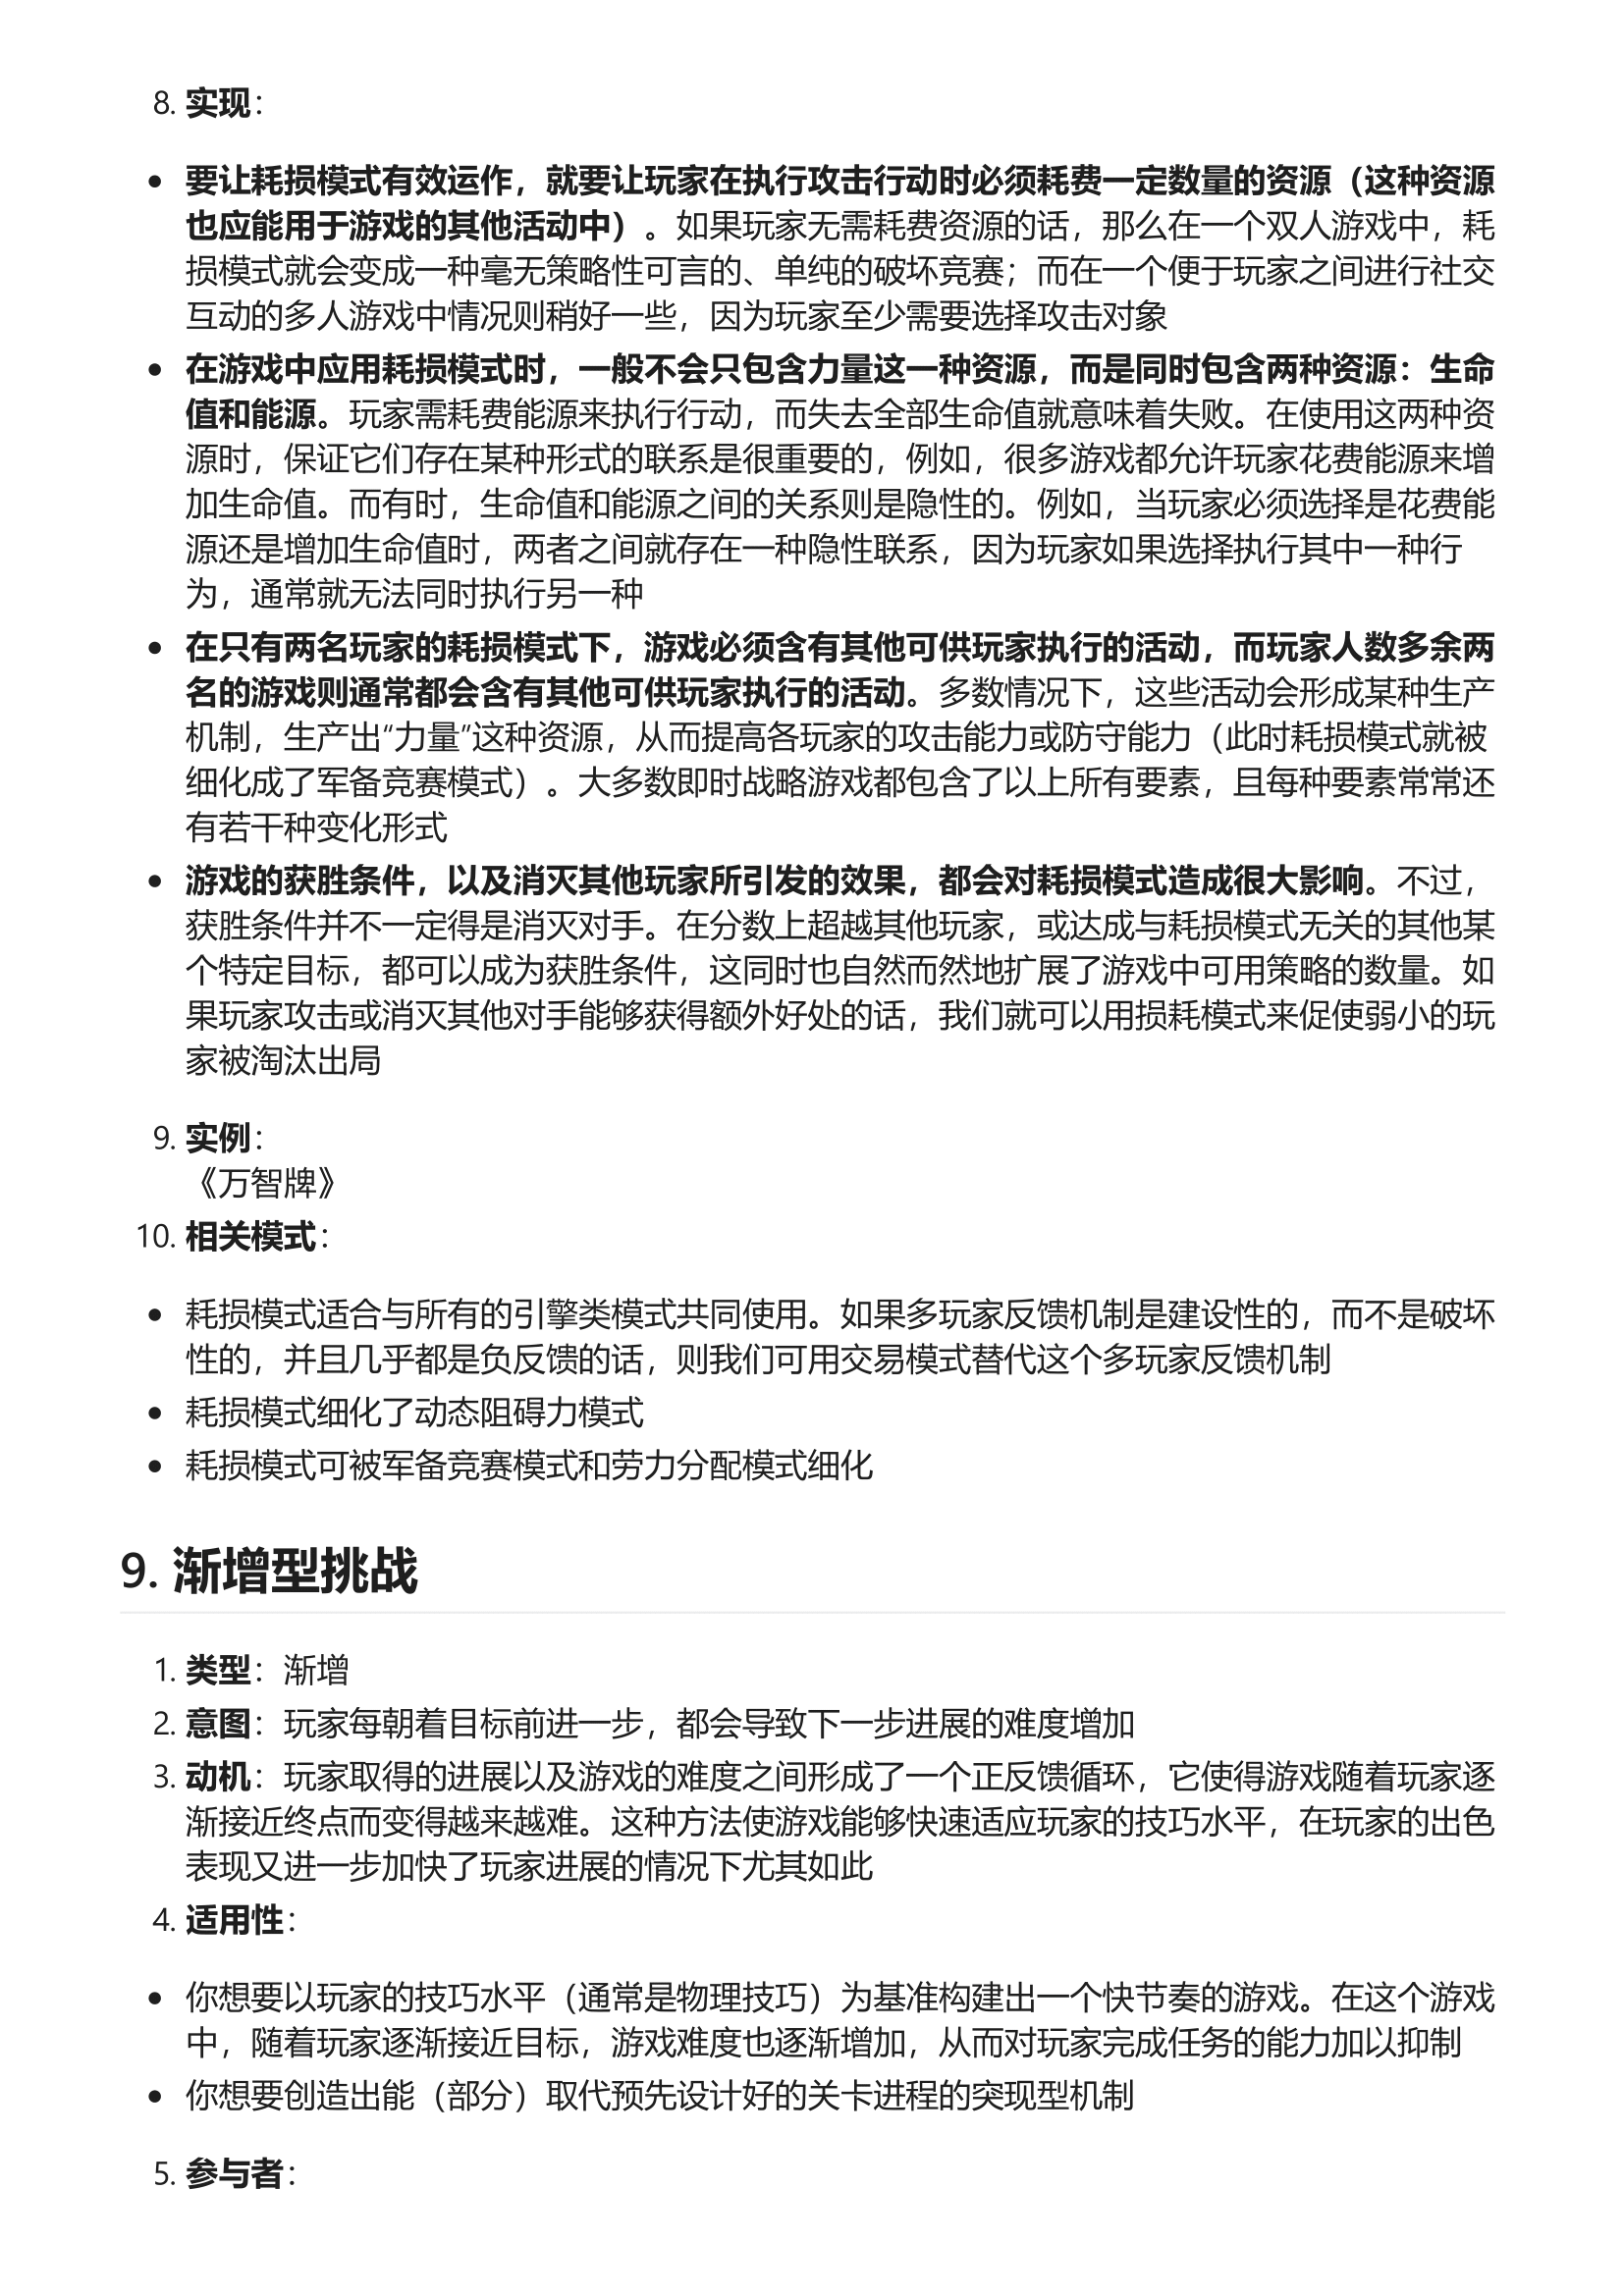 8. 实现：
• 要让耗损模式有效运作，就要让玩家在执行攻击行动时必须耗费一定数量的资源（这种资源
也应能用于游戏的其他活动中）。如果玩家无需耗费资源的话，那么在一个双人游戏中，耗
损模式就会变成一种毫无策略性可言的、单纯的破坏竞赛；而在一个便于玩家之间进行社交
互动的多人游戏中情况则稍好一些，因为玩家至少需要选择攻击对象
• 在游戏中应用耗损模式时，一般不会只包含力量这一种资源，而是同时包含两种资源：生命
值和能源。玩家需耗费能源来执行行动，而失去全部生命值就意味着失败。在使用这两种资
源时，保证它们存在某种形式的联系是很重要的，例如，很多游戏都允许玩家花费能源来增
加生命值。而有时，生命值和能源之间的关系则是隐性的。例如，当玩家必须选择是花费能
源还是增加生命值时，两者之间就存在一种隐性联系，因为玩家如果选择执行其中一种行
为，通常就无法同时执行另一种
• 在只有两名玩家的耗损模式下，游戏必须含有其他可供玩家执行的活动，而玩家人数多余两
名的游戏则通常都会含有其他可供玩家执行的活动。多数情况下，这些活动会形成某种生产
机制，生产出“力量”这种资源，从而提高各玩家的攻击能力或防守能力（此时耗损模式就被
细化成了军备竞赛模式）。大多数即时战略游戏都包含了以上所有要素，且每种要素常常还
有若干种变化形式
• 游戏的获胜条件，以及消灭其他玩家所引发的效果，都会对耗损模式造成很大影响。不过，
获胜条件并不一定得是消灭对手。在分数上超越其他玩家，或达成与耗损模式无关的其他某
个特定目标，都可以成为获胜条件，这同时也自然而然地扩展了游戏中可用策略的数量。如
果玩家攻击或消灭其他对手能够获得额外好处的话，我们就可以用损耗模式来促使弱小的玩
家被淘汰出局
9. 实例：
《万智牌》
10. 相关模式：
• 耗损模式适合与所有的引擎类模式共同使用。如果多玩家反馈机制是建设性的，而不是破坏
性的，并且几乎都是负反馈的话，则我们可用交易模式替代这个多玩家反馈机制
• 耗损模式细化了动态阻碍力模式
• 耗损模式可被军备竞赛模式和劳力分配模式细化
9. 渐增型挑战
1. 类型：渐增
2. 意图：玩家每朝着目标前进一步，都会导致下一步进展的难度增加
3. 动机：玩家取得的进展以及游戏的难度之间形成了一个正反馈循环，它使得游戏随着玩家逐
渐接近终点而变得越来越难。这种方法使游戏能够快速适应玩家的技巧水平，在玩家的出色
表现又进一步加快了玩家进展的情况下尤其如此
4. 适用性：
• 你想要以玩家的技巧水平（通常是物理技巧）为基准构建出一个快节奏的游戏。在这个游戏
中，随着玩家逐渐接近目标，游戏难度也逐渐增加，从而对玩家完成任务的能力加以抑制
• 你想要创造出能（部分）取代预先设计好的关卡进程的突现型机制
5. 参与者：